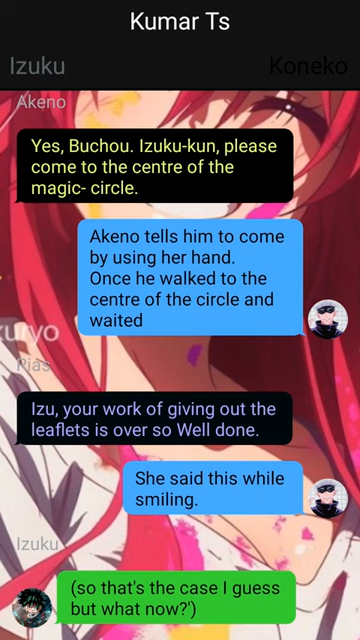 Kumar Ts
Izuku
Koneko
Akeno
Yes, Buchou. Izuku-kun, please
come to the centre of the
magic- circle.
Akeno tells him to come
by using her hand.
Once he walked to the
centre of the circle and
waited
kuryo
Rias
Izu, your work of giving out the
leaflets is over so Well done.
She said this while
smiling.
Izuku
(so that's the case I guess
but what now?')